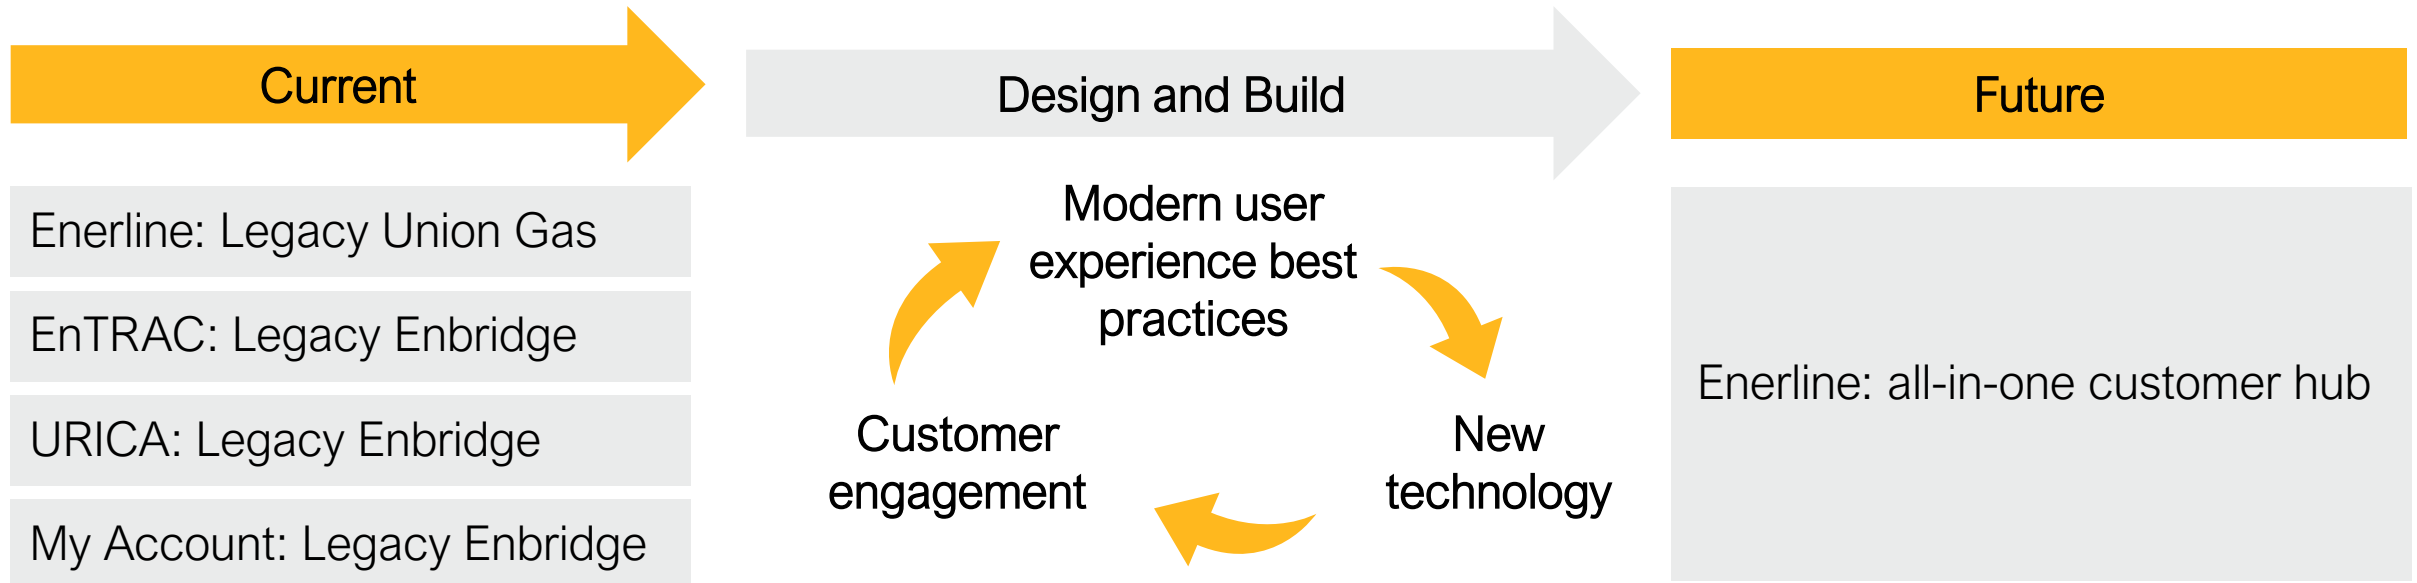 Current
Design and Build
Future
Enerline: Legacy Union Gas
EnTRAC: Legacy Enbridge
URICA: Legacy Enbridge
My Account: Legacy Enbridge
Modern user
experience best
practices
New
technology
Customer
engagement
Enerline: all-in-one customer hub